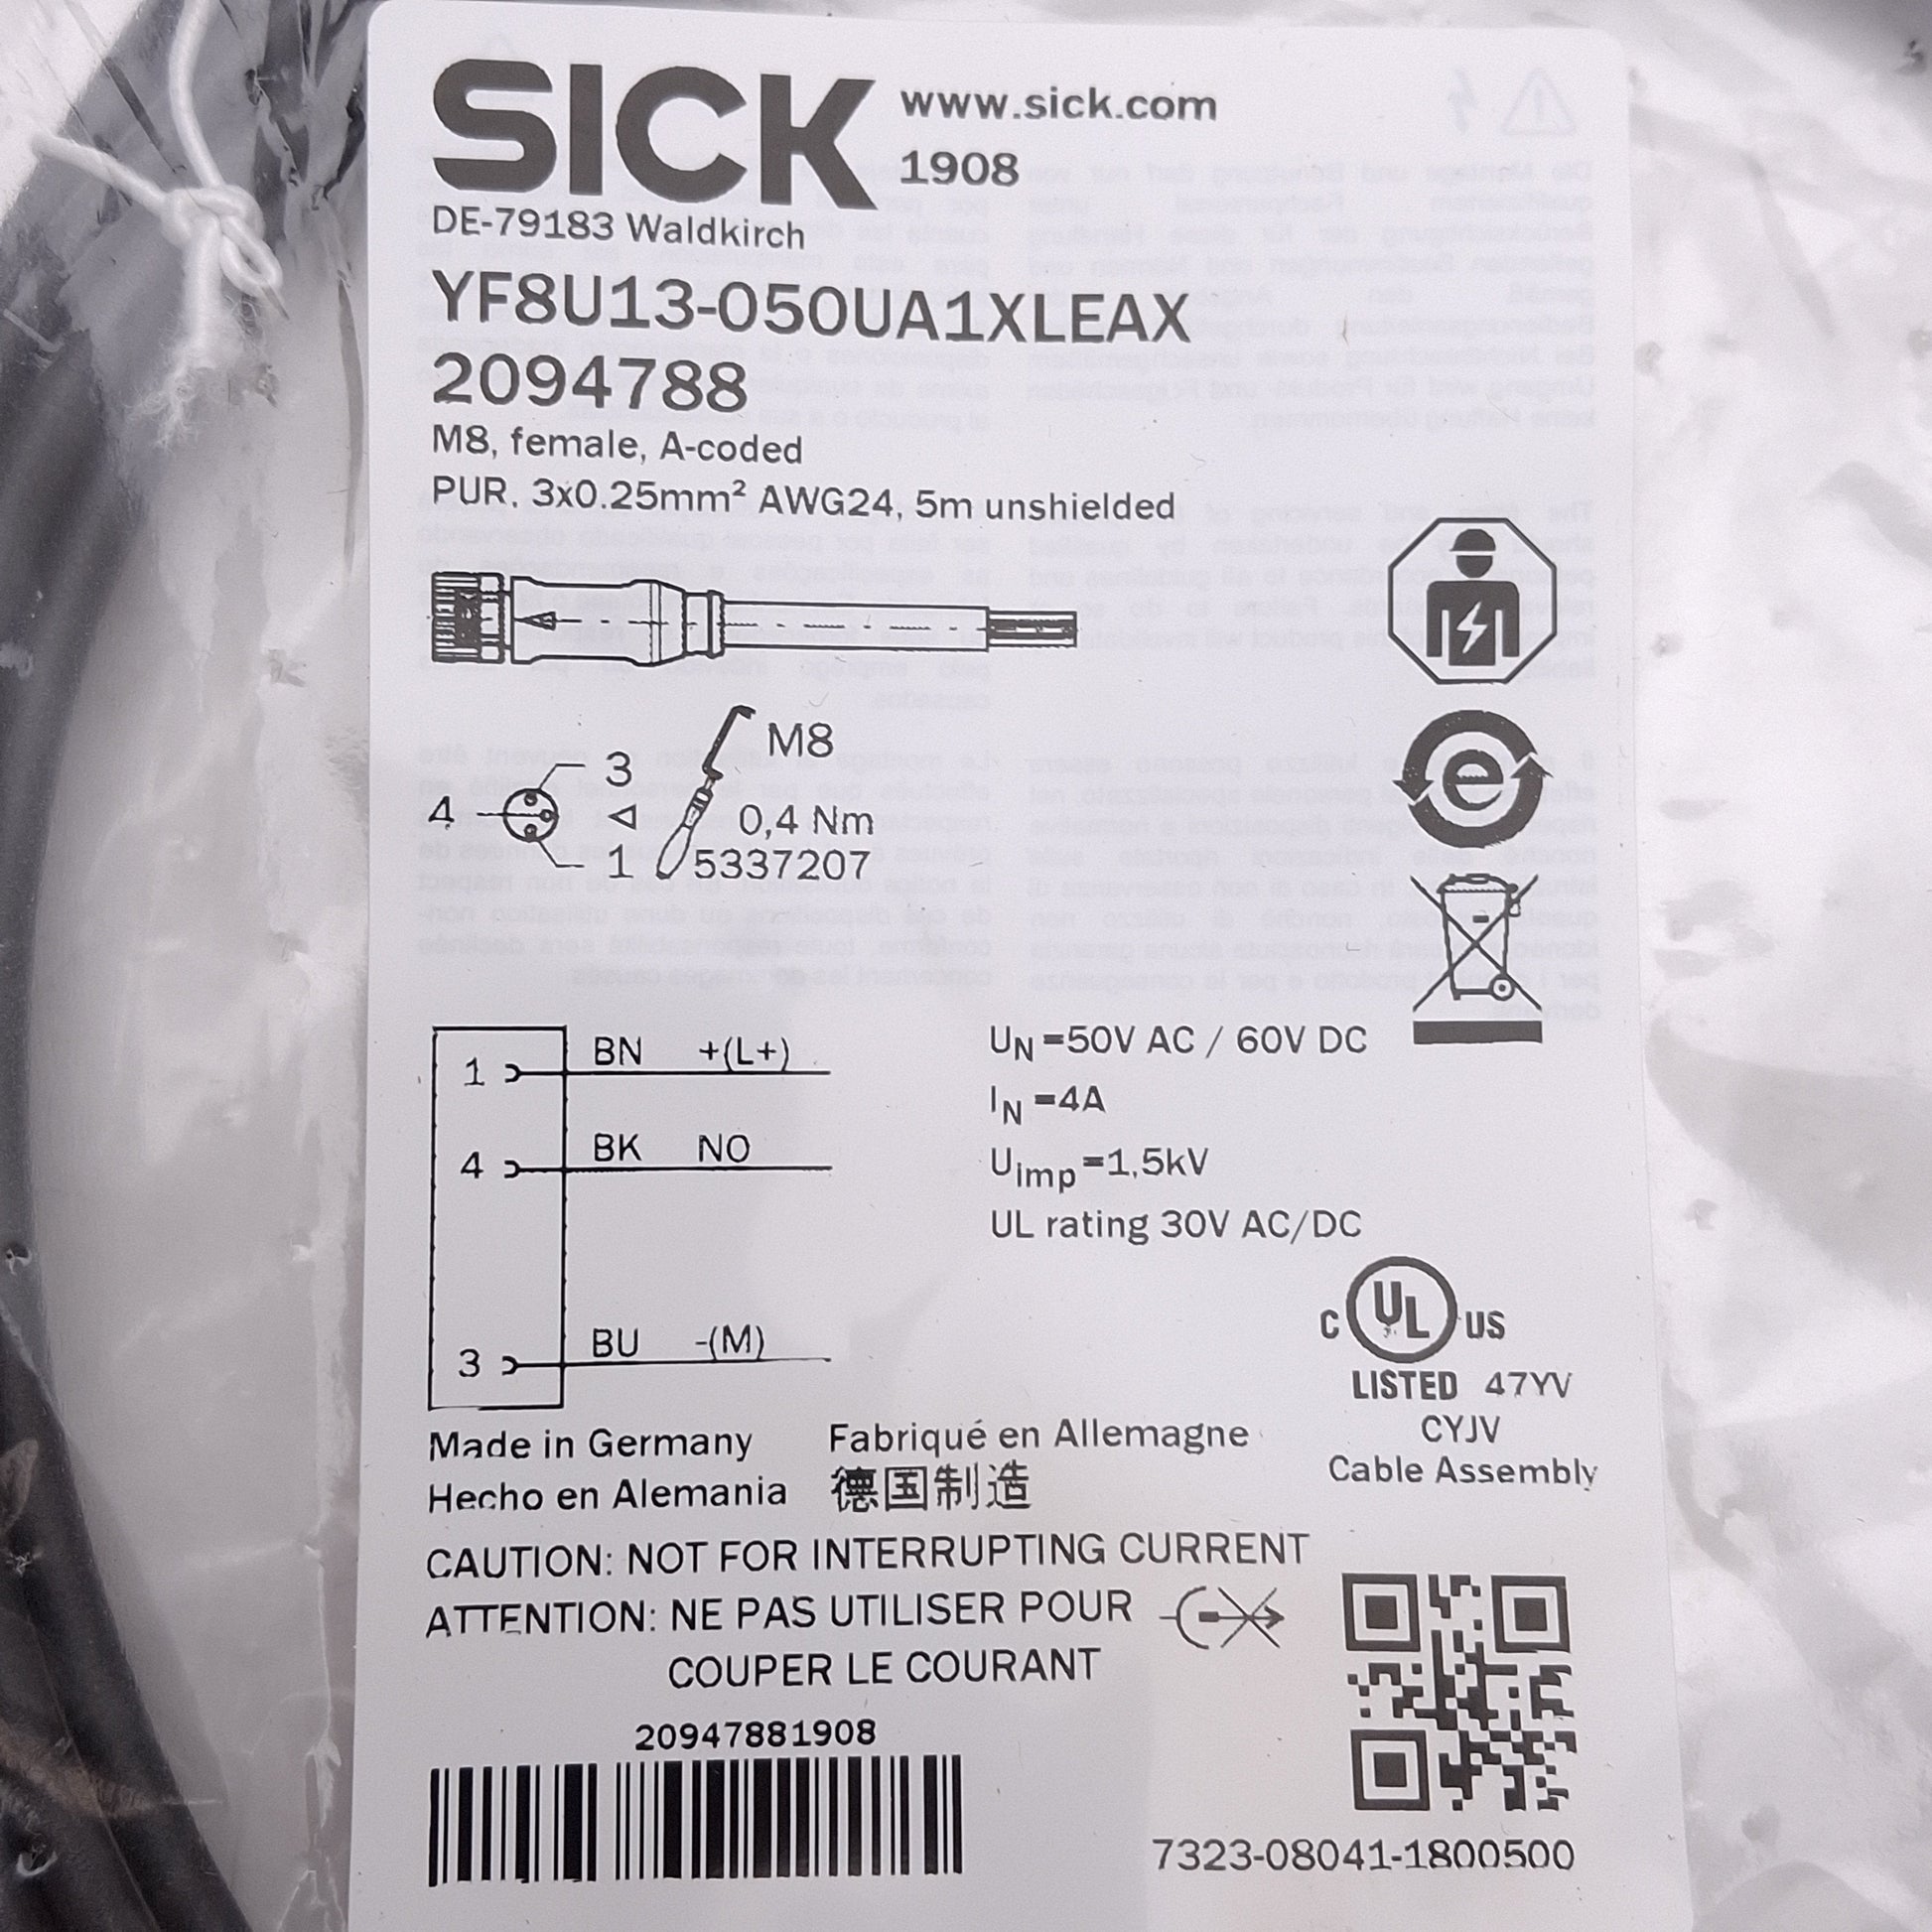 SICK
www.sick.com
1908
DE-79183 Waldkirch
YF8U13-050UA1XLEAX
2094788
M8, female, A-coded
PUR. 3x0.25mm² AWG24, 5m unshielded
M8
3
4
0,4 Nm
1
5337207
1 BN +(L+)
4 BK NO
3 BU -(M)
UN=50V AC / 60V DC
IN=4A
Uimp=1,5kV
UL rating 30V AC/DC
C UL US
LISTED 47YV
CYJV
Cable Assembly
Made in Germany Fabriqué en Allemagne
Hecho en Alemania 德国制造
CAUTION: NOT FOR INTERRUPTING CURRENT
ATTENTION: NE PAS UTILISER POUR
COUPER LE COURANT
20947881908
7323-08041-1800500